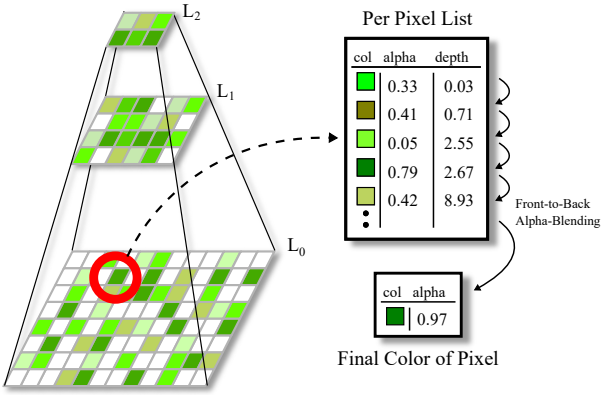 L2
L1
L0
Per Pixel List
col alpha depth
0.33 0.03
0.41 0.71
0.05 2.55
0.79 2.67
0.42 8.93
Front-to-Back
Alpha-Blending
col alpha
0.97
Final Color of Pixel